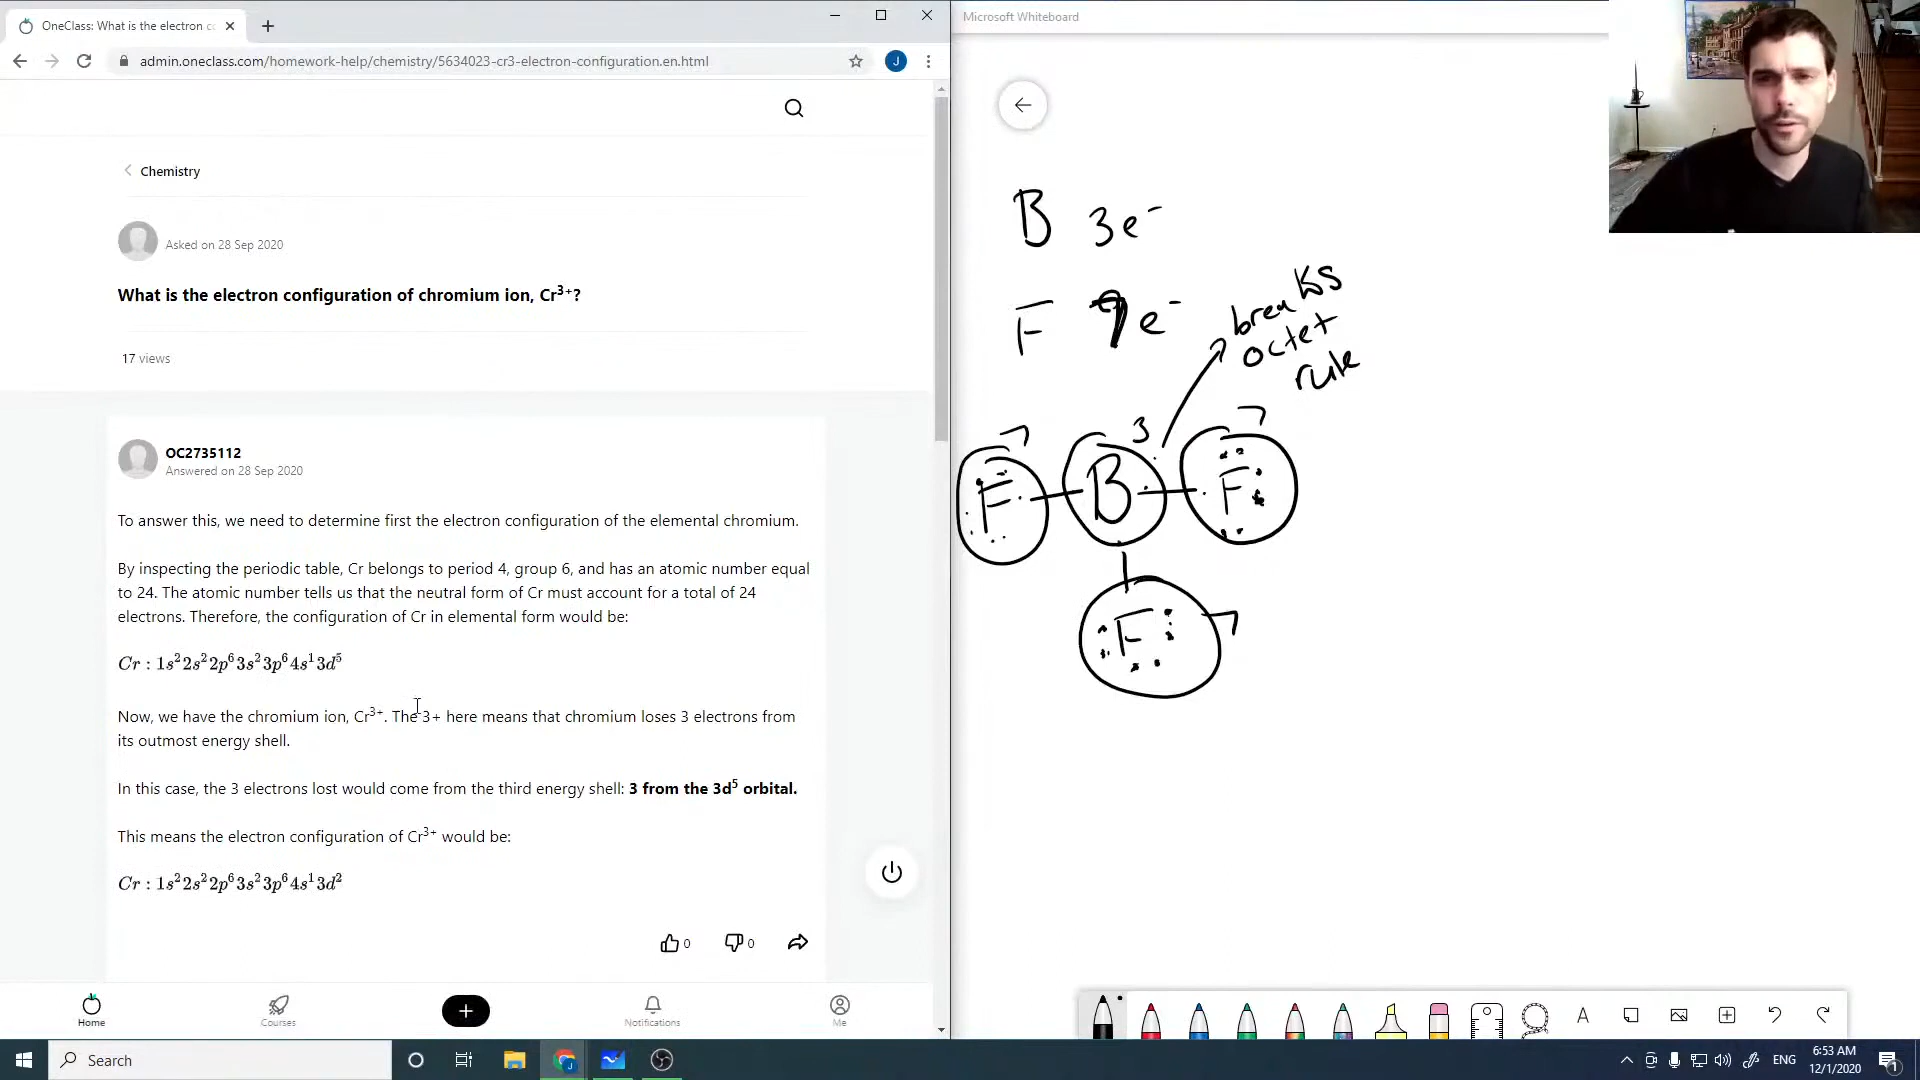 OneClass: What is the electron co
Microsoft Whiteboard
admin.oneclass.com/homework-help/chemistry/5634023-cr3-electron-configuration.en.html
J
Chemistry
Asked on 28 Sep 2020
What is the electron configuration of chromium ion, Cr³⁺?
17 views
OC2735112
Answered on 28 Sep 2020
To answer this, we need to determine first the electron configuration of the elemental chromium.
By inspecting the periodic table, Cr belongs to period 4, group 6, and has an atomic number equal
to 24. The atomic number tells us that the neutral form of Cr must account for a total of 24
electrons. Therefore, the configuration of Cr in elemental form would be:
Cr : 1s²2s²2p⁶3s²3p⁶4s¹3d⁵
Now, we have the chromium ion, Cr³⁺. The 3+ here means that chromium loses 3 electrons from
its outmost energy shell.
In this case, the 3 electrons lost would come from the third energy shell: 3 from the 3d⁵ orbital.
This means the electron configuration of Cr³⁺ would be:
Cr : 1s²2s²2p⁶3s²3p⁶4s¹3d²
0 0
Home Courses Notifications Me
B 3e⁻
F 7e⁻
breaks
octet
rule
7 3 7
F B F
F 7
A
Search
ENG
6:53 AM
12/1/2020
1